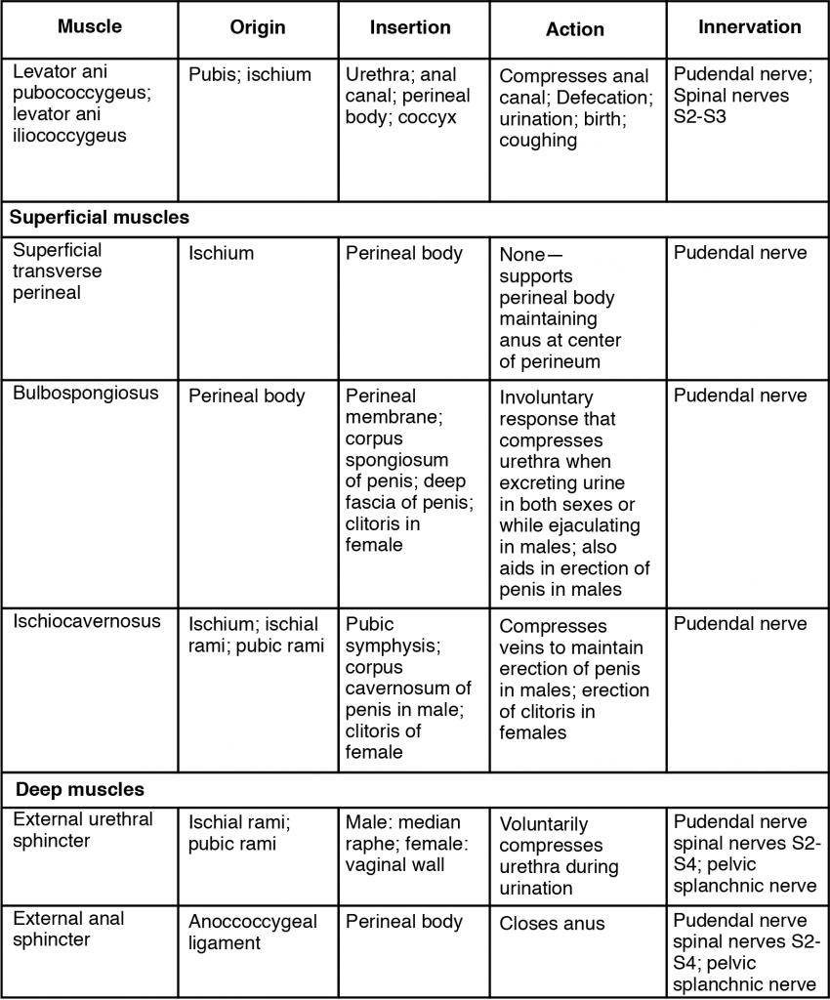 Muscle
Origin
Insertion
Action
Innervation
Levator ani
pubococcygeus;
levator ani
iliococcygeus
Pubis; ischium
Urethra; anal
canal; perineal
body; coccyx
Compresses anal
canal; Defecation;
urination; birth;
coughing
Pudendal nerve;
Spinal nerves
S2-S3
Superficial muscles
Superficial
transverse
perineal
Ischium
Perineal body
None—
supports
perineal body
maintaining
anus at center
of perineum
Pudendal nerve
Bulbospongiosus
Perineal body
Perineal
membrane;
corpus
spongiosum
of penis; deep
fascia of penis;
clitoris in
female
Involuntary
response that
compresses
urethra when
excreting urine
in both sexes or
while ejaculating
in males; also
aids in erection of
penis in males
Pudendal nerve
Ischiocavernosus
Ischium; ischial
rami; pubic rami
Pubic
symphysis;
corpus
cavernosum of
penis in male;
clitoris of
female
Compresses
veins to maintain
erection of penis
in males; erection
of clitoris in
females
Pudendal nerve
Deep muscles
External urethral
sphincter
Ischial rami;
pubic rami
Male: median
raphe; female:
vaginal wall
Voluntarily
compresses
urethra during
urination
Pudendal nerve
spinal nerves S2-
S4; pelvic
splanchnic nerve
External anal
sphincter
Anoccoccygeal
ligament
Perineal body
Closes anus
Pudendal nerve
spinal nerves S2-
S4; pelvic
splanchnic nerve